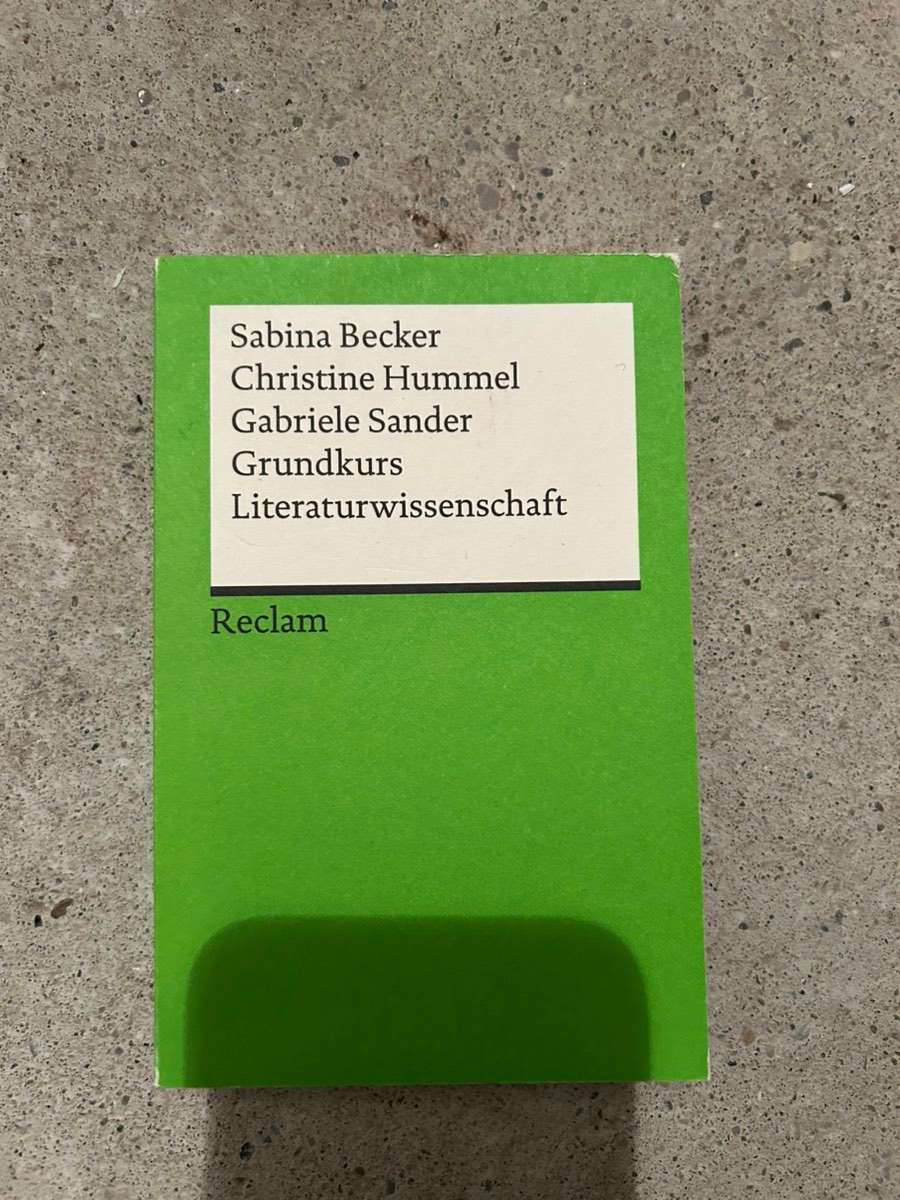 Sabina Becker
Christine Hummel
Gabriele Sander
Grundkurs
Literaturwissenschaft
Reclam